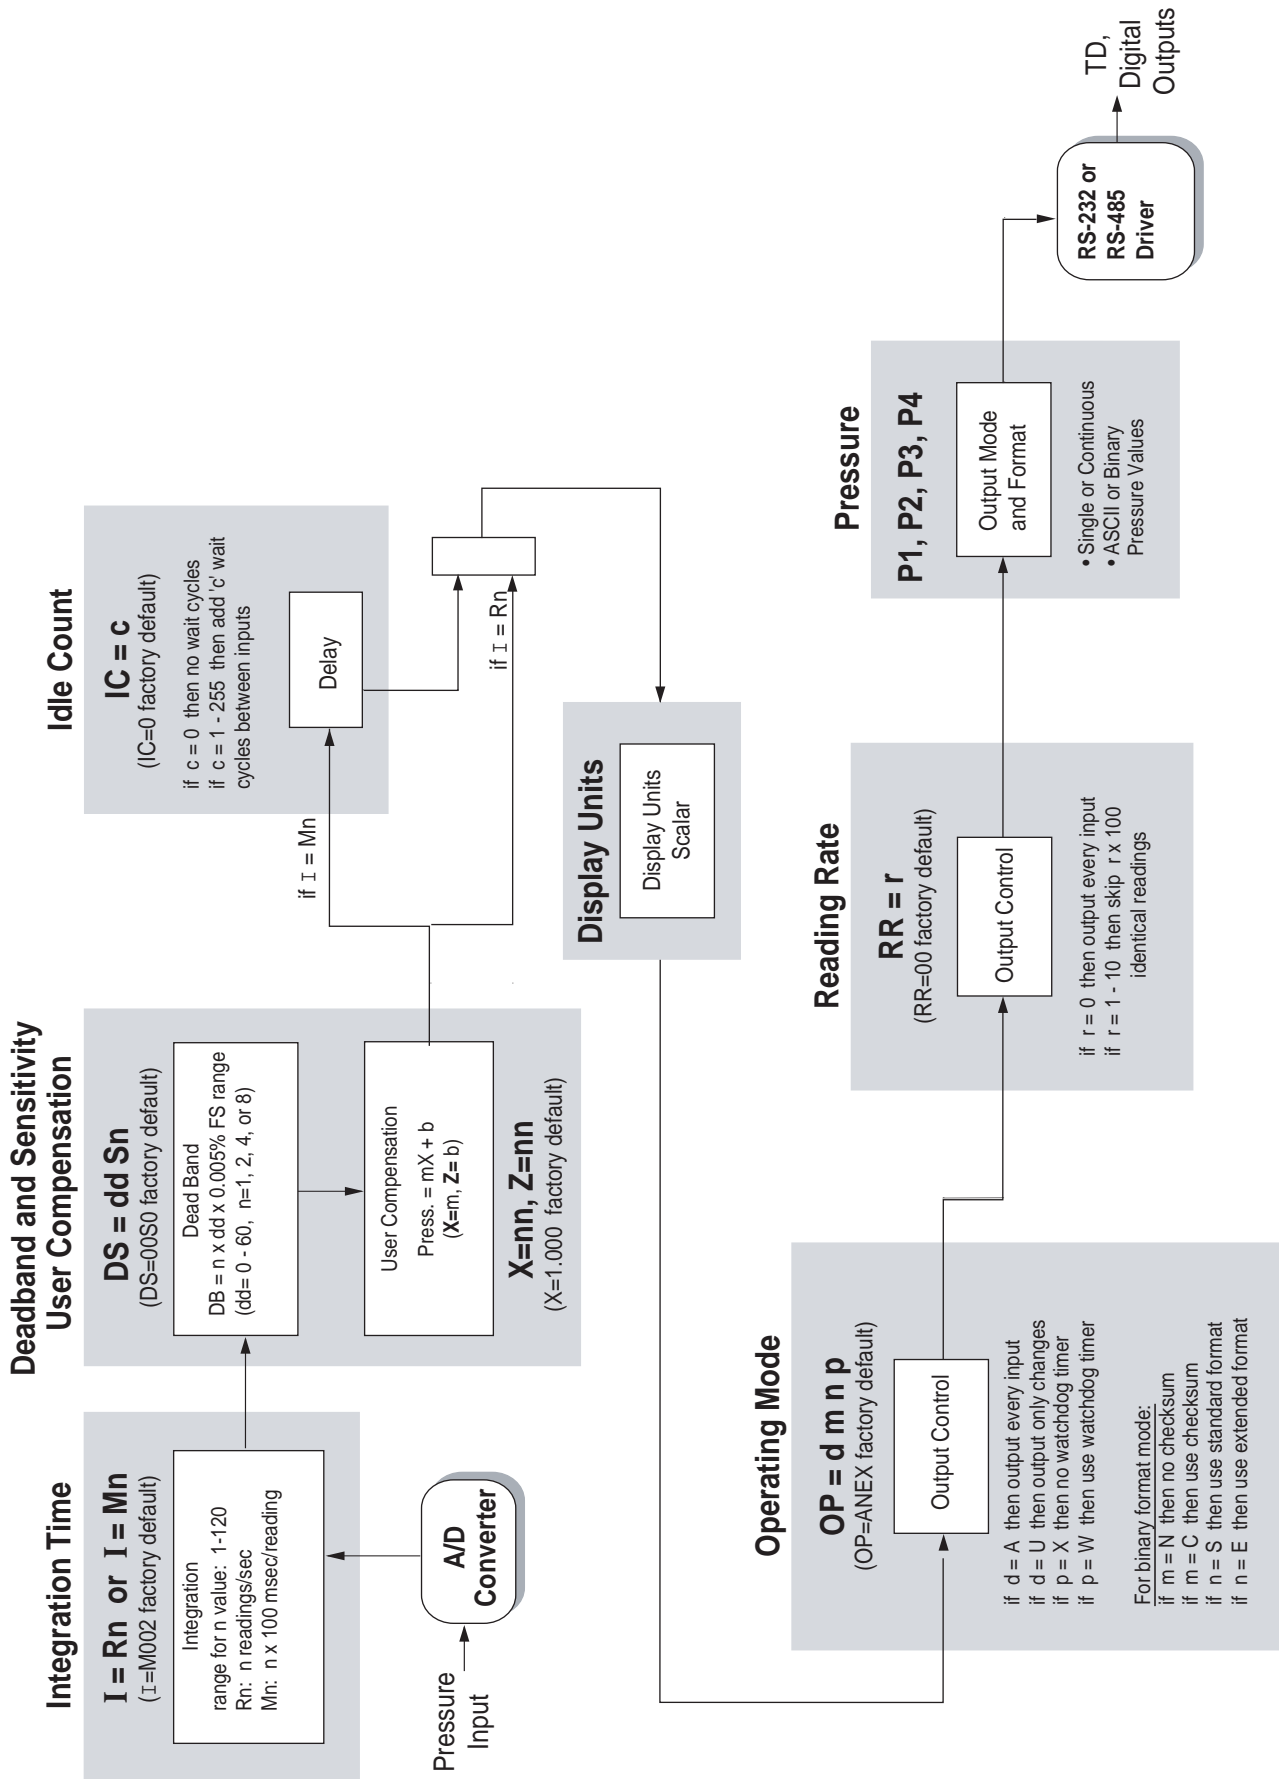 Integration Time
I = Rn or I = Mn
(I=M002 factory default)
Integration
range for n value: 1-120
Rn: n readings/sec
Mn: n x 100 msec/reading
Pressure
Input
A/D
Converter
Deadband and Sensitivity
User Compensation
DS = dd Sn
(DS=00S0 factory default)
Dead Band
DB = n x dd x 0.005% FS range
(dd= 0 - 60, n=1, 2, 4, or 8)
User Compensation
Press. = mX + b
(X=m, Z= b)
X=nn, Z=nn
(X=1.000 factory default)
Idle Count
IC = c
(IC=0 factory default)
if c = 0 then no wait cycles
if c = 1 - 255 then add 'c' wait
cycles between inputs
Delay
if I = Mn
if I = Rn
Display Units
Display Units
Scalar
Operating Mode
OP = d m n p
(OP=ANEX factory default)
Output Control
if d = A then output every input
if d = U then output only changes
if p = X then no watchdog timer
if p = W then use watchdog timer
For binary format mode:
if m = N then no checksum
if m = C then use checksum
if n = S then use standard format
if n = E then use extended format
Reading Rate
RR = r
(RR=00 factory default)
Output Control
if r = 0 then output every input
if r = 1 - 10 then skip r x 100
identical readings
Pressure
P1, P2, P3, P4
Output Mode
and Format
• Single or Continuous
• ASCII or Binary
Pressure Values
RS-232 or
RS-485
Driver
TD,
Digital
Outputs